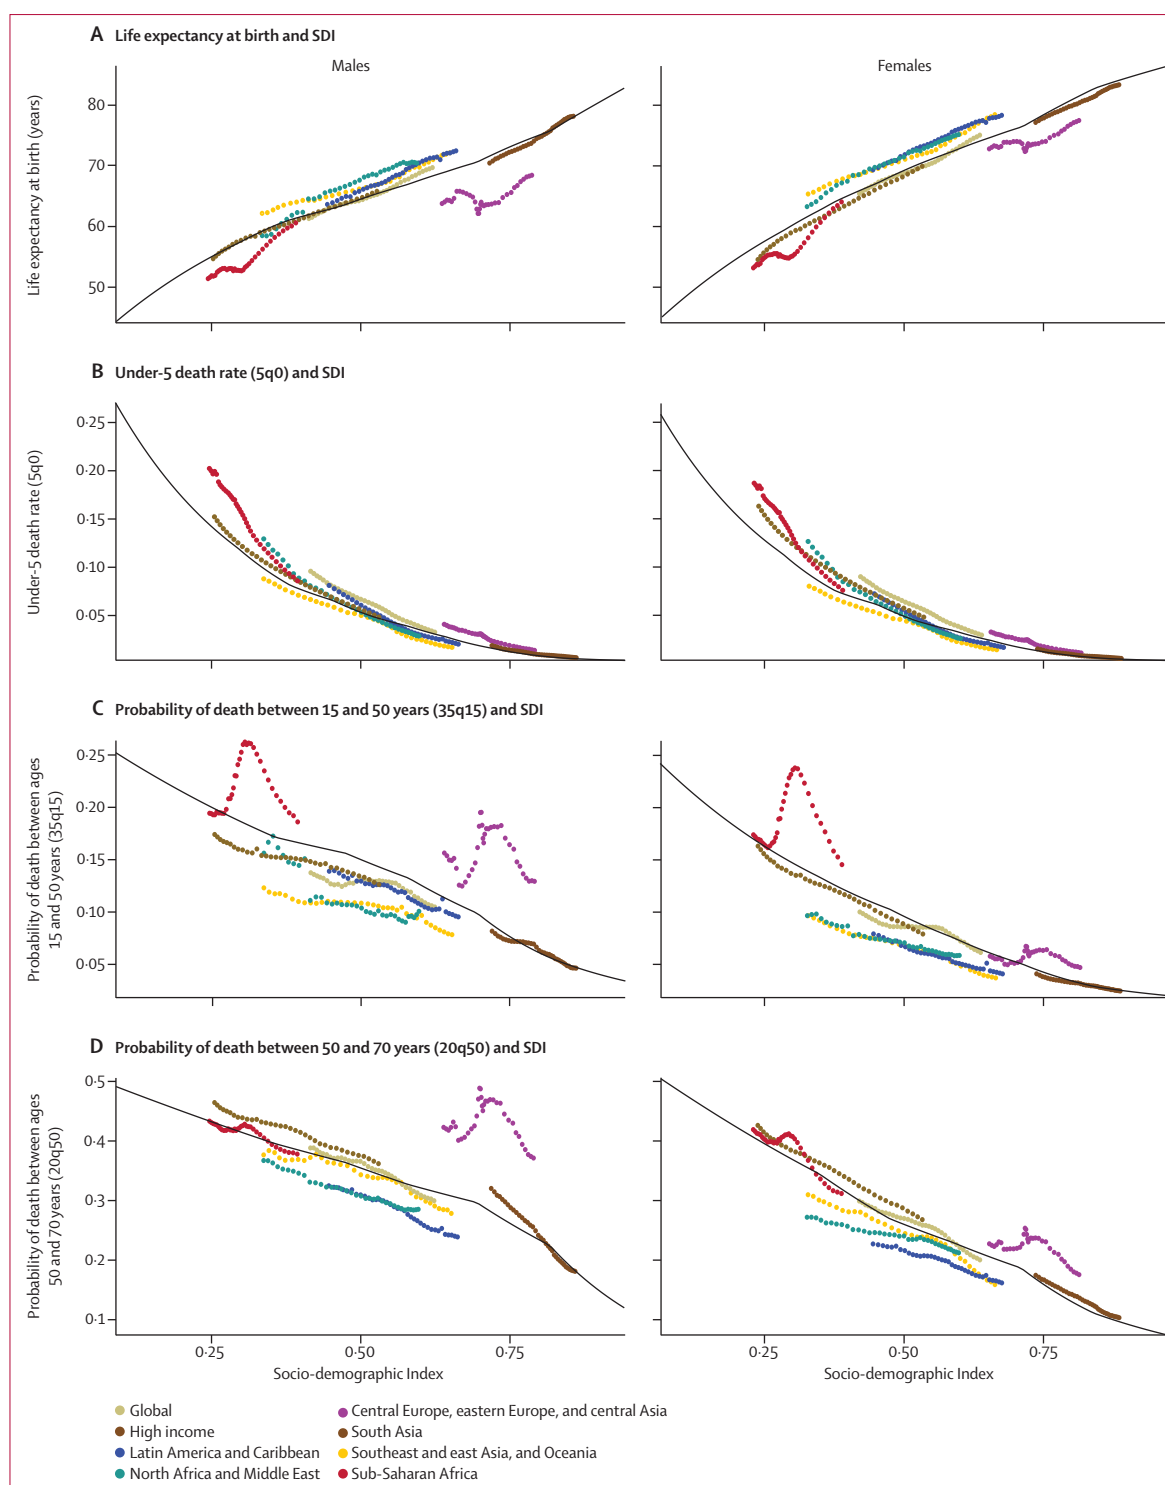 A Life expectancy at birth and SDI
Males
Females
Life expectancy at birth (years)
80
70
60
50
B Under-5 death rate (5q0) and SDI
Under-5 death rate (5q0)
0·25
0·20
0·15
0·10
0·05
C Probability of death between 15 and 50 years (35q15) and SDI
Probability of death between ages
15 and 50 years (35q15)
0·25
0·20
0·15
0·10
0·05
D Probability of death between 50 and 70 years (20q50) and SDI
Probability of death between ages
50 and 70 years (20q50)
0·5
0·4
0·3
0·2
0·1
0·25 0·50 0·75
0·25 0·50 0·75
Socio-demographic Index
Socio-demographic Index
Global
High income
Latin America and Caribbean
North Africa and Middle East
Central Europe, eastern Europe, and central Asia
South Asia
Southeast and east Asia, and Oceania
Sub-Saharan Africa